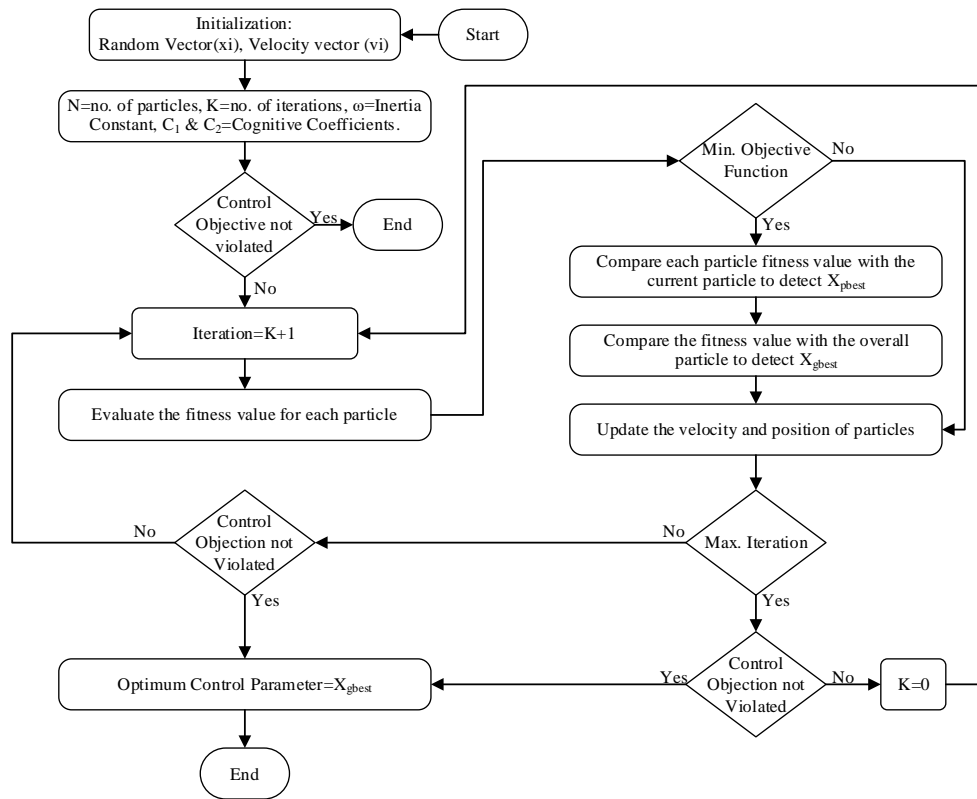 Start
Initialization:
Random Vector(xi), Velocity vector (vi)
N=no. of particles, K=no. of iterations, ω=Inertia
Constant, C₁ & C₂=Cognitive Coefficients.
Control
Objective not
violated
Yes
End
No
Iteration=K+1
Evaluate the fitness value for each particle
Min. Objective
Function
No
Yes
Compare each particle fitness value with the
current particle to detect Xpbest
Compare the fitness value with the overall
particle to detect Xgbest
Update the velocity and position of particles
Max. Iteration
No
Yes
Control
Objection not
Violated
No
Yes
Control
Objection not
Violated
Yes
No
K=0
Optimum Control Parameter=Xgbest
End